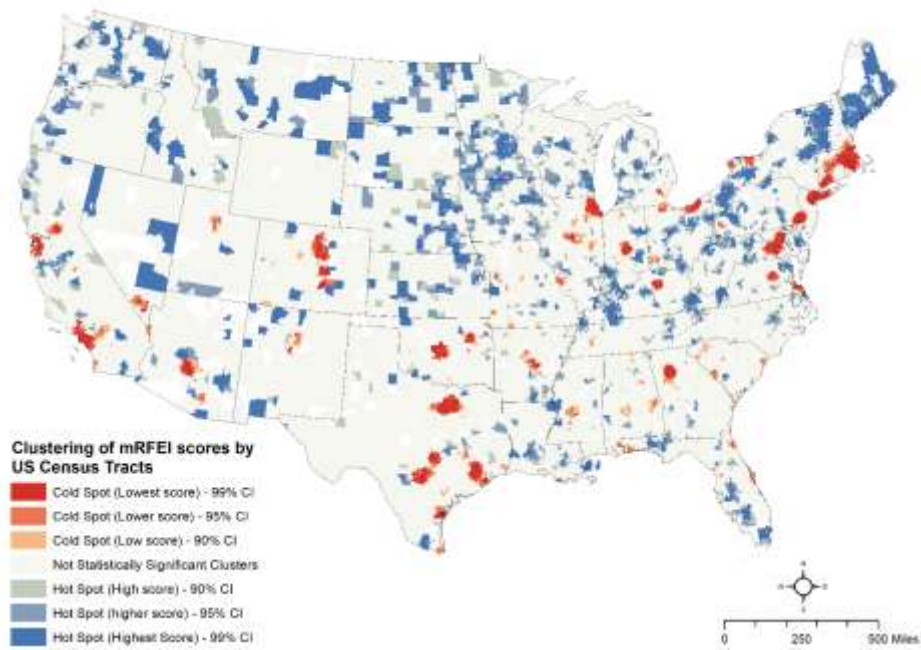 Clustering of mRFEI scores by
US Census Tracts
Cold Spot (Lowest score) - 99% CI
Cold Spot (Lower score) - 95% CI
Cold Spot (Low score) - 90% CI
Not Statistically Significant Clusters
Hot Spot (High score) - 90% CI
Hot Spot (higher score) - 95% CI
Hot Spot (Highest Score) - 99% CI
N
W E
S
0 250 500 Miles